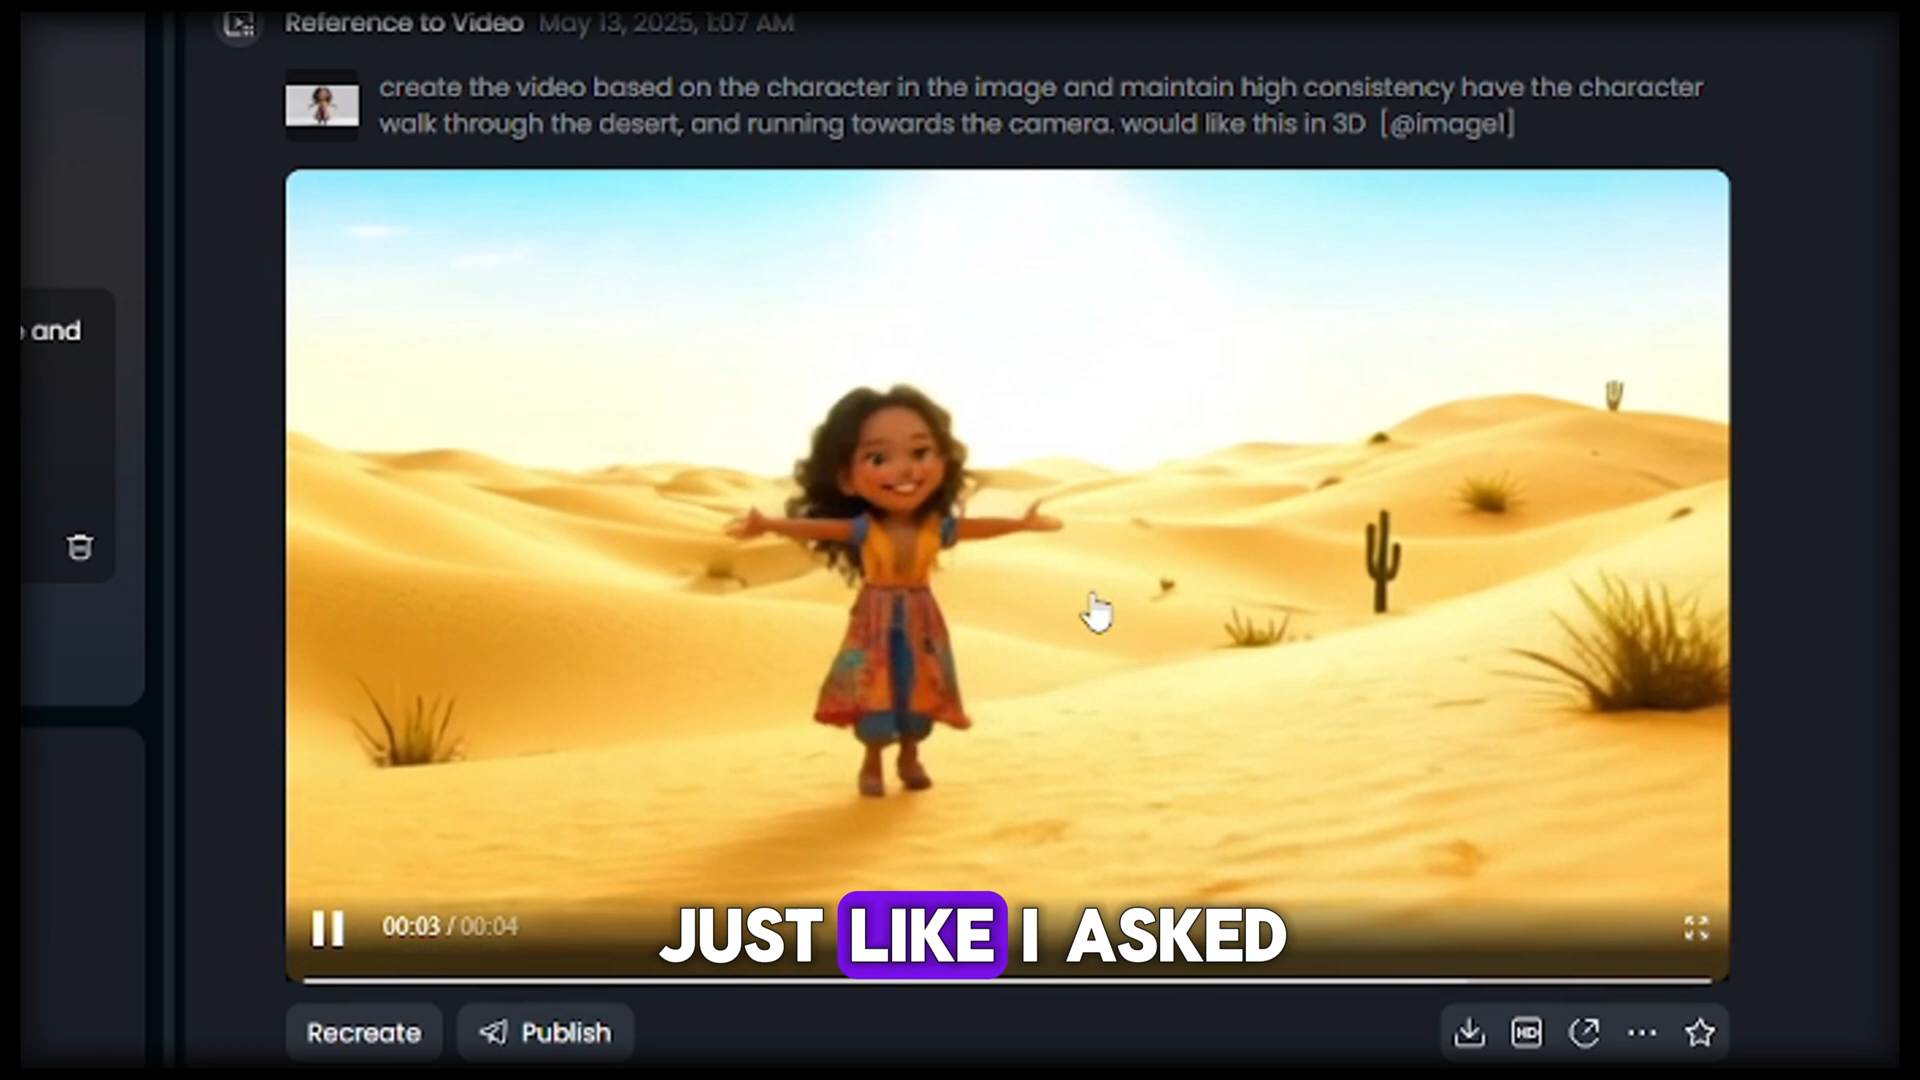 Reference to Video May 13, 2025, 1:07 AM
create the video based on the character in the image and maintain high consistency have the character
walk through the desert, and running towards the camera. would like this in 3D [@image1]
and
00:03 / 00:04
JUST LIKE I ASKED
Recreate
Publish
HD